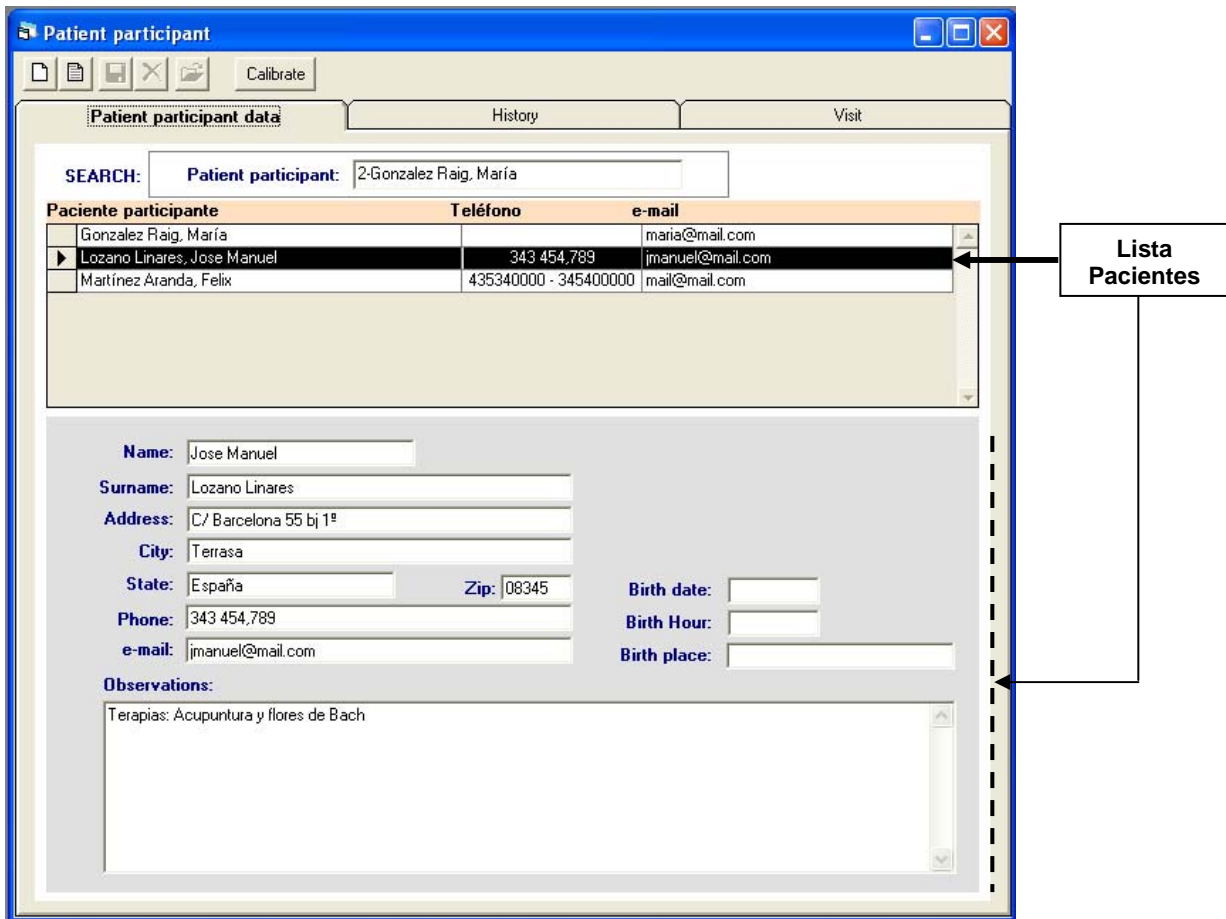 Patient participant
Calibrate
Patient participant data History Visit
SEARCH: Patient participant: 2-Gonzalez Raig, María
Paciente participante Teléfono e-mail
Gonzalez Raig, María maria@mail.com
Lozano Linares, Jose Manuel 343 454,789 jmanuel@mail.com
Martínez Aranda, Felix 435340000 - 345400000 mail@mail.com
Lista
Pacientes
Name: Jose Manuel
Surname: Lozano Linares
Address: C/ Barcelona 55 bj 1º
City: Terrasa
State: España Zip: 08345 Birth date:
Phone: 343 454,789 Birth Hour:
e-mail: jmanuel@mail.com Birth place:
Observations:
Terapias: Acupuntura y flores de Bach